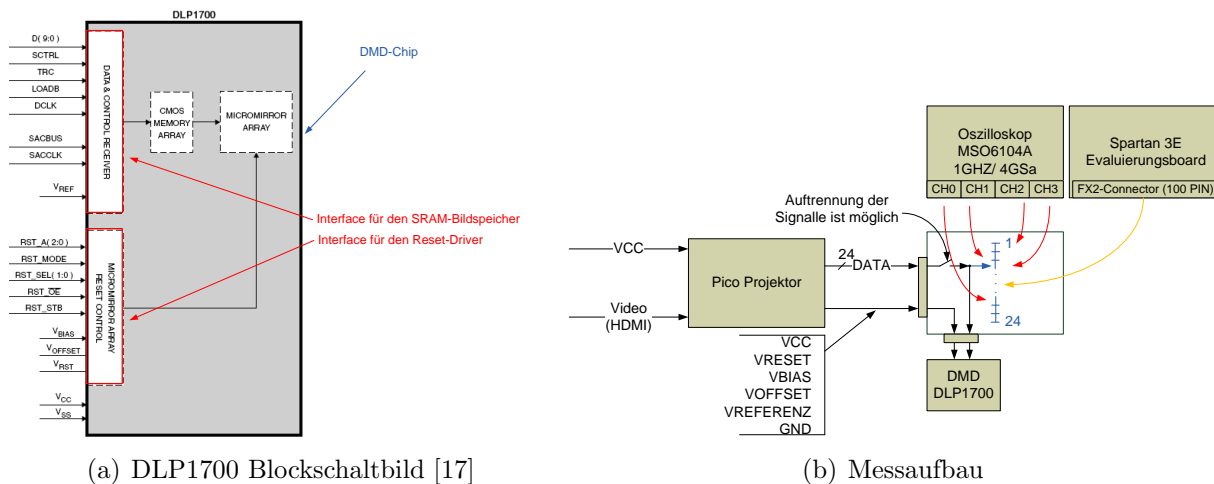 DLP1700
D( 9:0)
SCTRL
TRC
LOADB
DCLK
SACBUS
SACCLK
VREF
RST_A( 2:0)
RST_MODE
RST_SEL( 1:0)
RST_OE
RST_STB
VBIAS
VOFFSET
VRST
VCC
VSS
DATA & CONTROL RECEIVER
MICROMIRROR ARRAY
RESET CONTROL
CMOS
MEMORY
ARRAY
MICROMIRROR
ARRAY
DMD-Chip
Interface für den SRAM-Bildspeicher
Interface für den Reset-Driver
(a) DLP1700 Blockschaltbild [17]
Oszilloskop
MSO6104A
1GHZ/ 4GSa
CH0
CH1
CH2
CH3
Spartan 3E
Evaluierungsboard
FX2-Connector (100 PIN)
Auftrennung der
Signalle ist möglich
VCC
Video
(HDMI)
Pico Projektor
24
DATA
1
24
VCC
VRESET
VBIAS
VOFFSET
VREFERENZ
GND
DMD
DLP1700
(b) Messaufbau